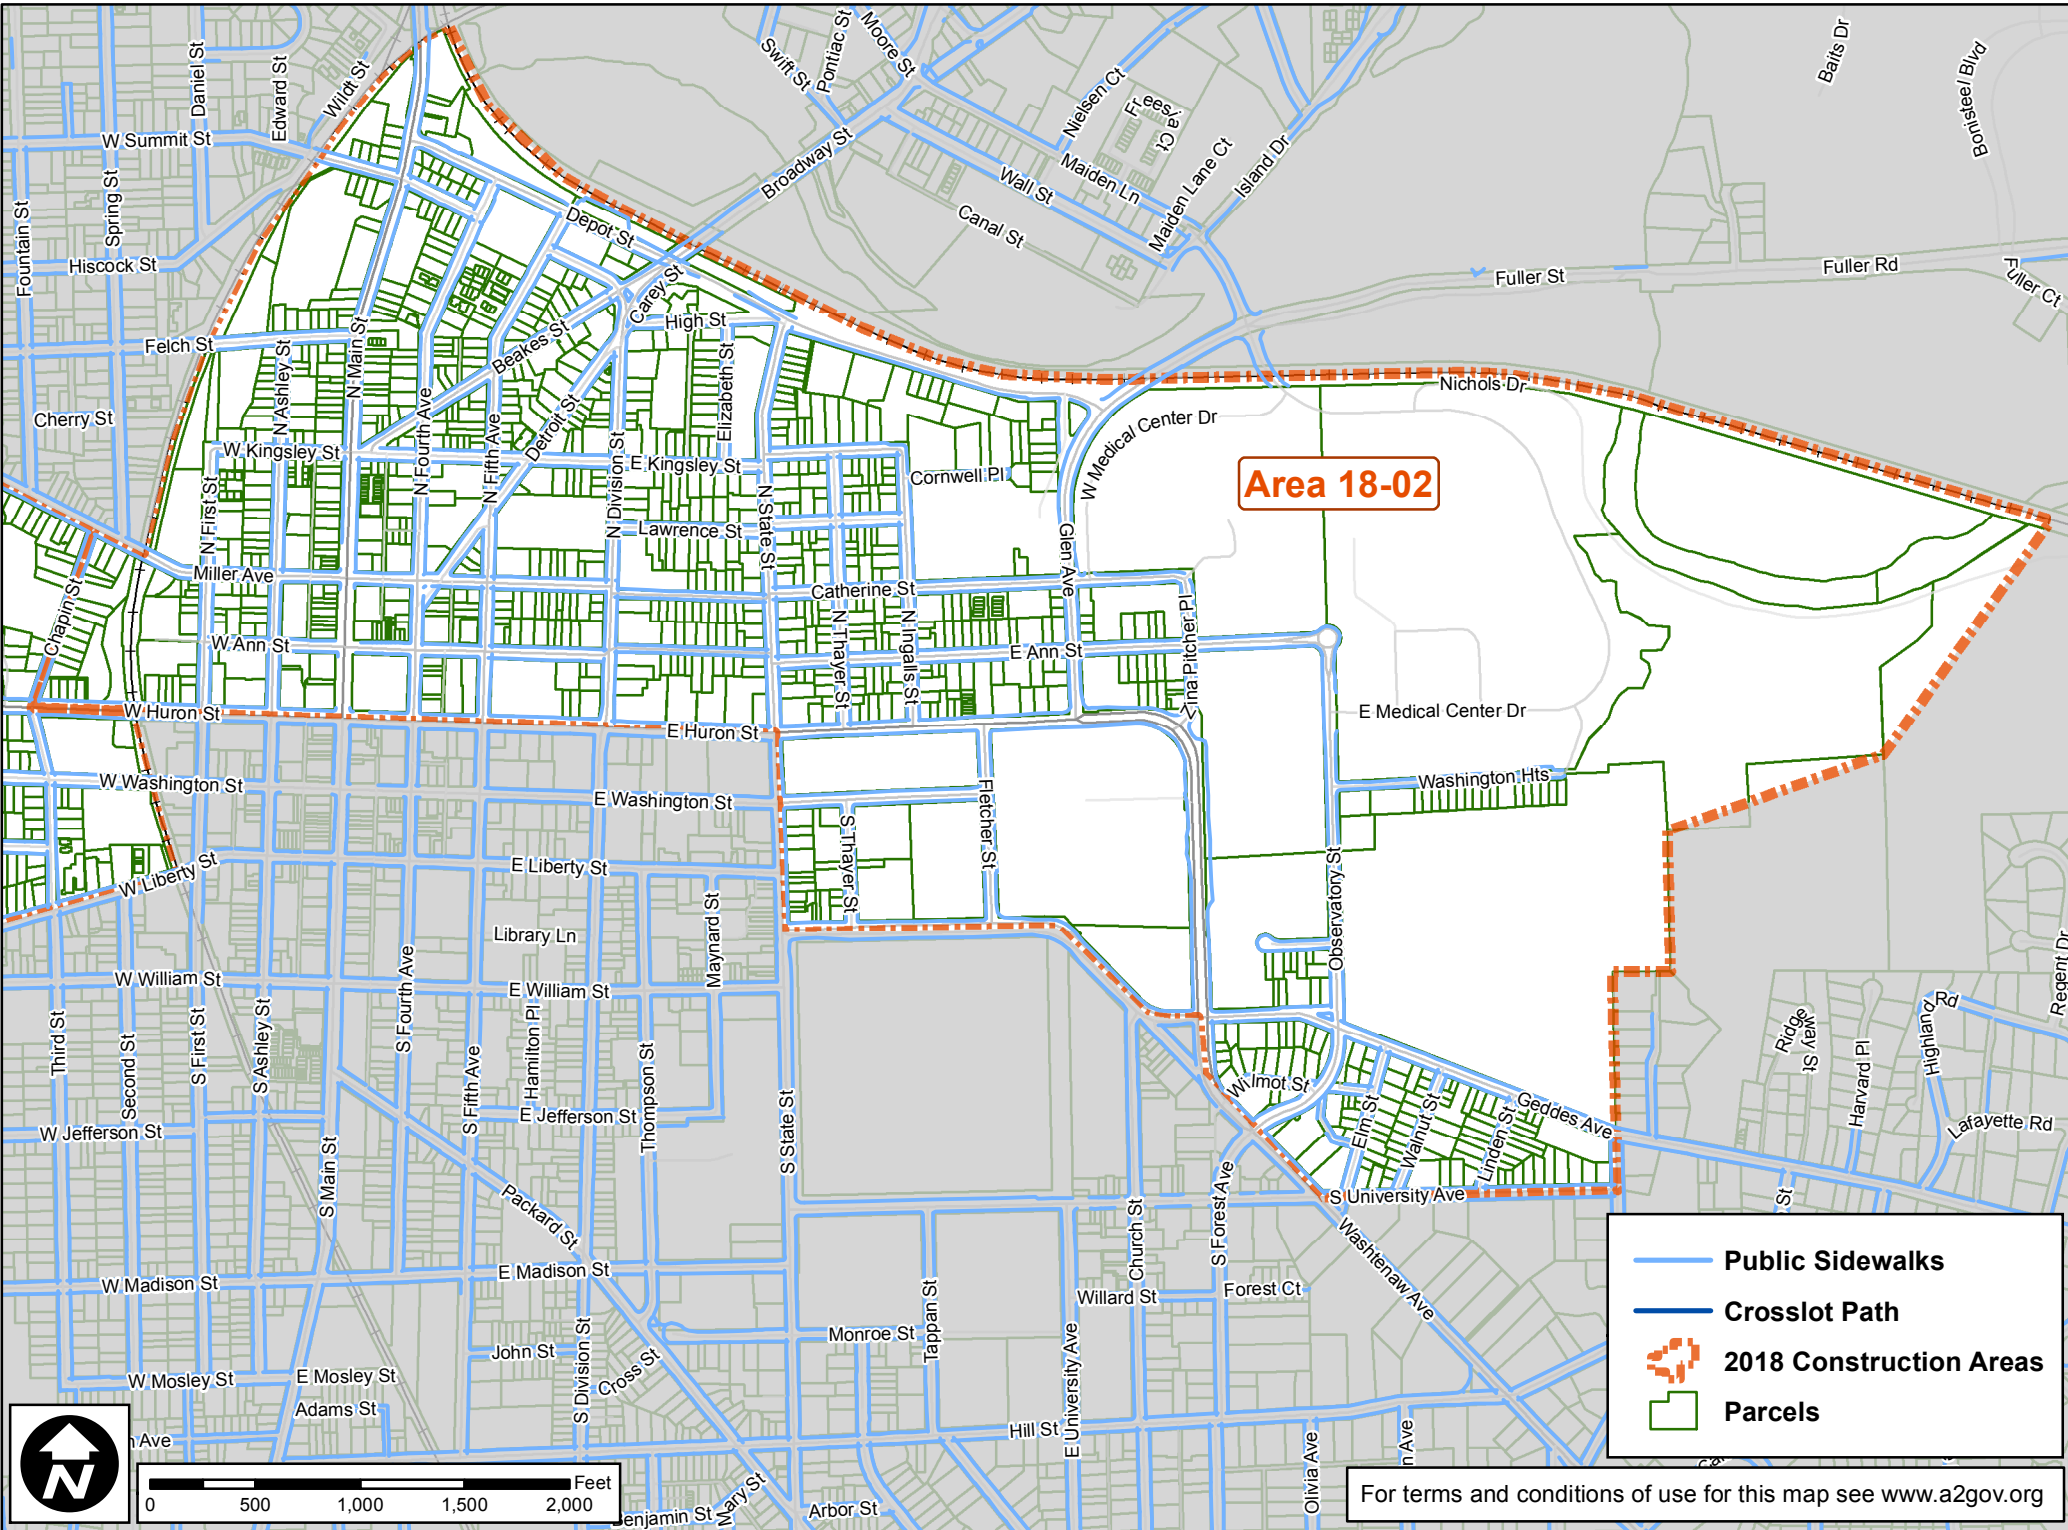 Daniel St
Edward St
Wildt St
Swift St
Pontiac St
Moore St
Nielsen Ct
Freesia Ct
Baits Dr
Bonisteel Blvd
W Summit St
Spring St
Fountain St
Hiscock St
Broadway St
Wall St
Maiden Ln
Maiden Lane Ct
Island Dr
Canal St
Depot St
Carey St
High St
Fuller St
Fuller Rd
Fuller Ct
Felch St
N Ashley St
N Main St
Beakes St
Elizabeth St
Nichols Dr
Cherry St
N Fourth Ave
N Fifth Ave
Detroit St
N Division St
W Medical Center Dr
W Kingsley St
E Kingsley St
Cornwell Pl
Area 18-02
N First St
N State St
Lawrence St
Glen Ave
Miller Ave
Catherine St
Chapin St
N Thayer St
N Ingalls St
Zina Pitcher Pl
W Ann St
E Ann St
W Huron St
E Huron St
E Medical Center Dr
W Washington St
E Washington St
Washington Hts
Fletcher St
S Thayer St
Observatory St
W Liberty St
E Liberty St
Maynard St
Library Ln
Regent Dr
W William St
E William St
S Fourth Ave
Third St
Second St
S First St
S Ashley St
S Fifth Ave
Hamilton Pl
Thompson St
Ridgeway St
Harvard Pl
Highland Rd
Wilmot St
Elm St
Walnut St
Linden St
Geddes Ave
Lafayette Rd
W Jefferson St
E Jefferson St
S Main St
S State St
Packard St
S University Ave
S Forest Ave
Church St
Washtenaw Ave
St
W Madison St
E Madison St
Tappan St
Willard St
Forest Ct
Monroe St
John St
S Division St
Cross St
E University Ave
W Mosley St
E Mosley St
Adams St
Hill St
Olivia Ave
n Ave
n Ave
Mary St
Benjamin St
Arbor St
Public Sidewalks
Crosslot Path
2018 Construction Areas
Parcels
N
Feet
0 500 1,000 1,500 2,000
For terms and conditions of use for this map see www.a2gov.org